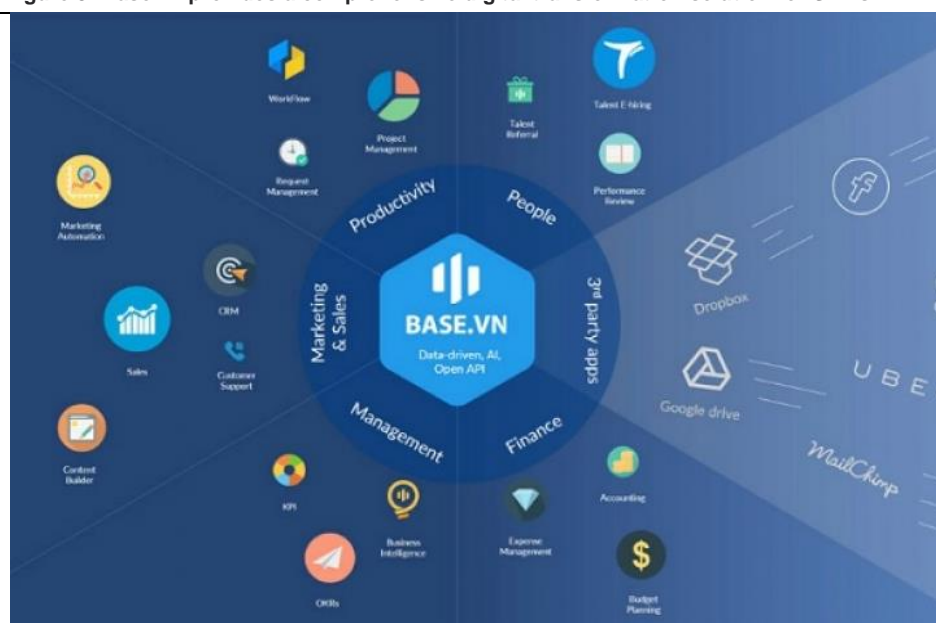 WorkFlow
Project
Management
Request
Management
Talent
Referral
Talent E-hiring
Performance
Review
Marketing
Automation
CRM
Sales
Customer
Support
Content
Builder
Productivity
People
Marketing
& Sales
3rd party apps
Management
Finance
BASE.VN
Data-driven, AI,
Open API
Dropbox
Google drive
UBE
MailChimp
KPI
Business
Intelligence
OKRs
Expense
Management
Accounting
Budget
Planning